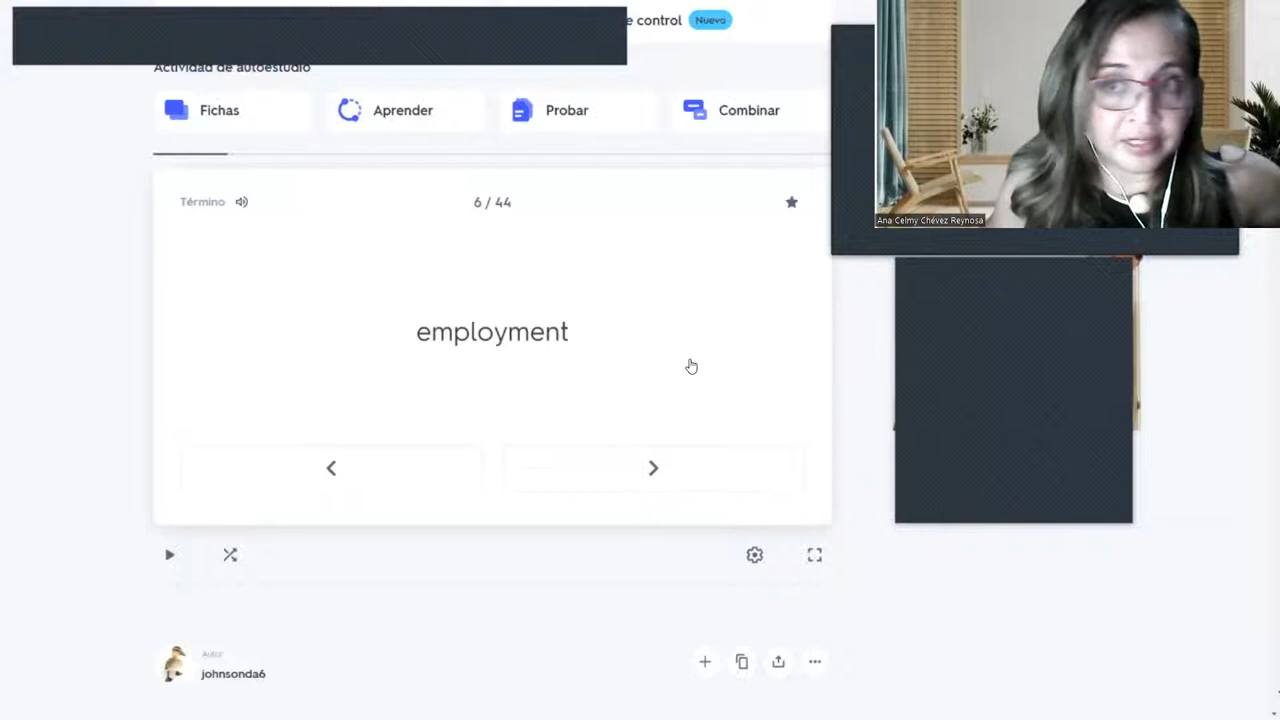 e control
Nuevo
Actividad de autoestudio
Fichas
Aprender
Probar
Combinar
Término
6 / 44
employment
Ana Celmy Chévez Reynosa
Autor
johnsonda6